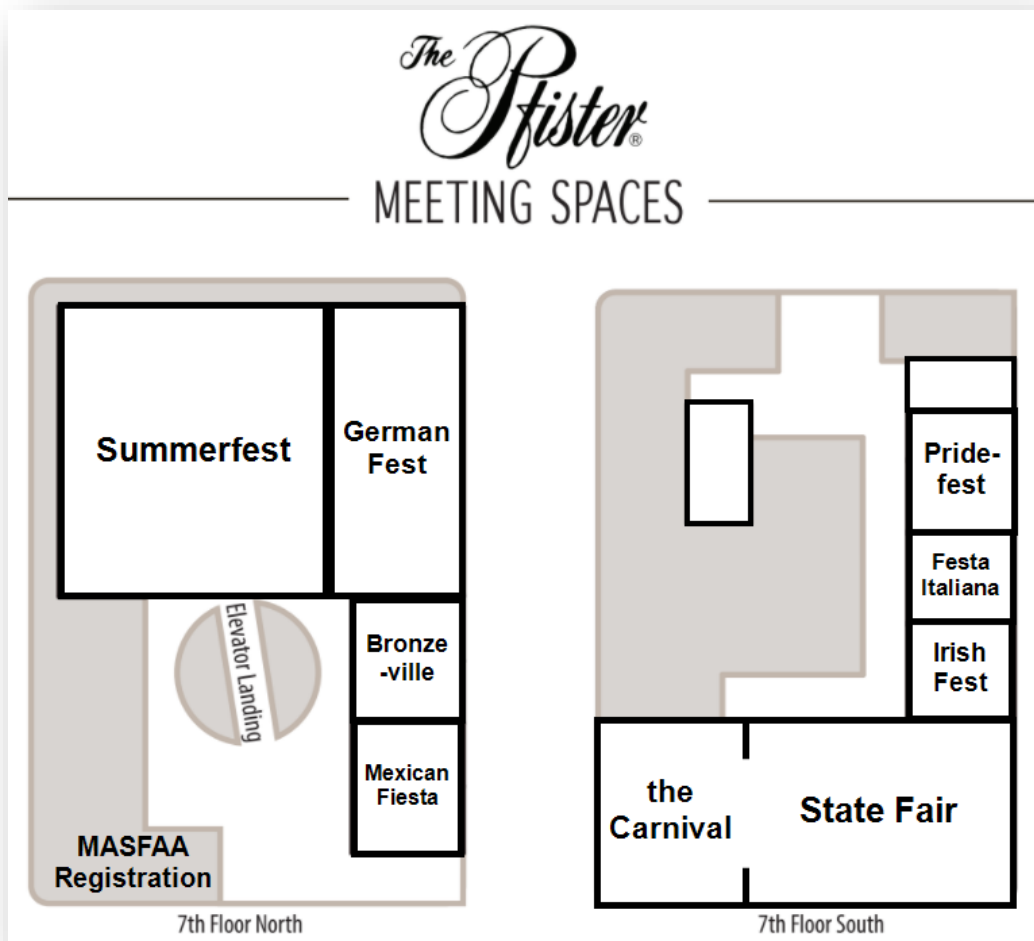 The
Pfister®
MEETING SPACES
Summerfest
German
Fest
Elevator Landing
Bronze
-ville
Mexican
Fiesta
MASFAA
Registration
7th Floor North
Pride-
fest
Festa
Italiana
Irish
Fest
the
Carnival
State Fair
7th Floor South